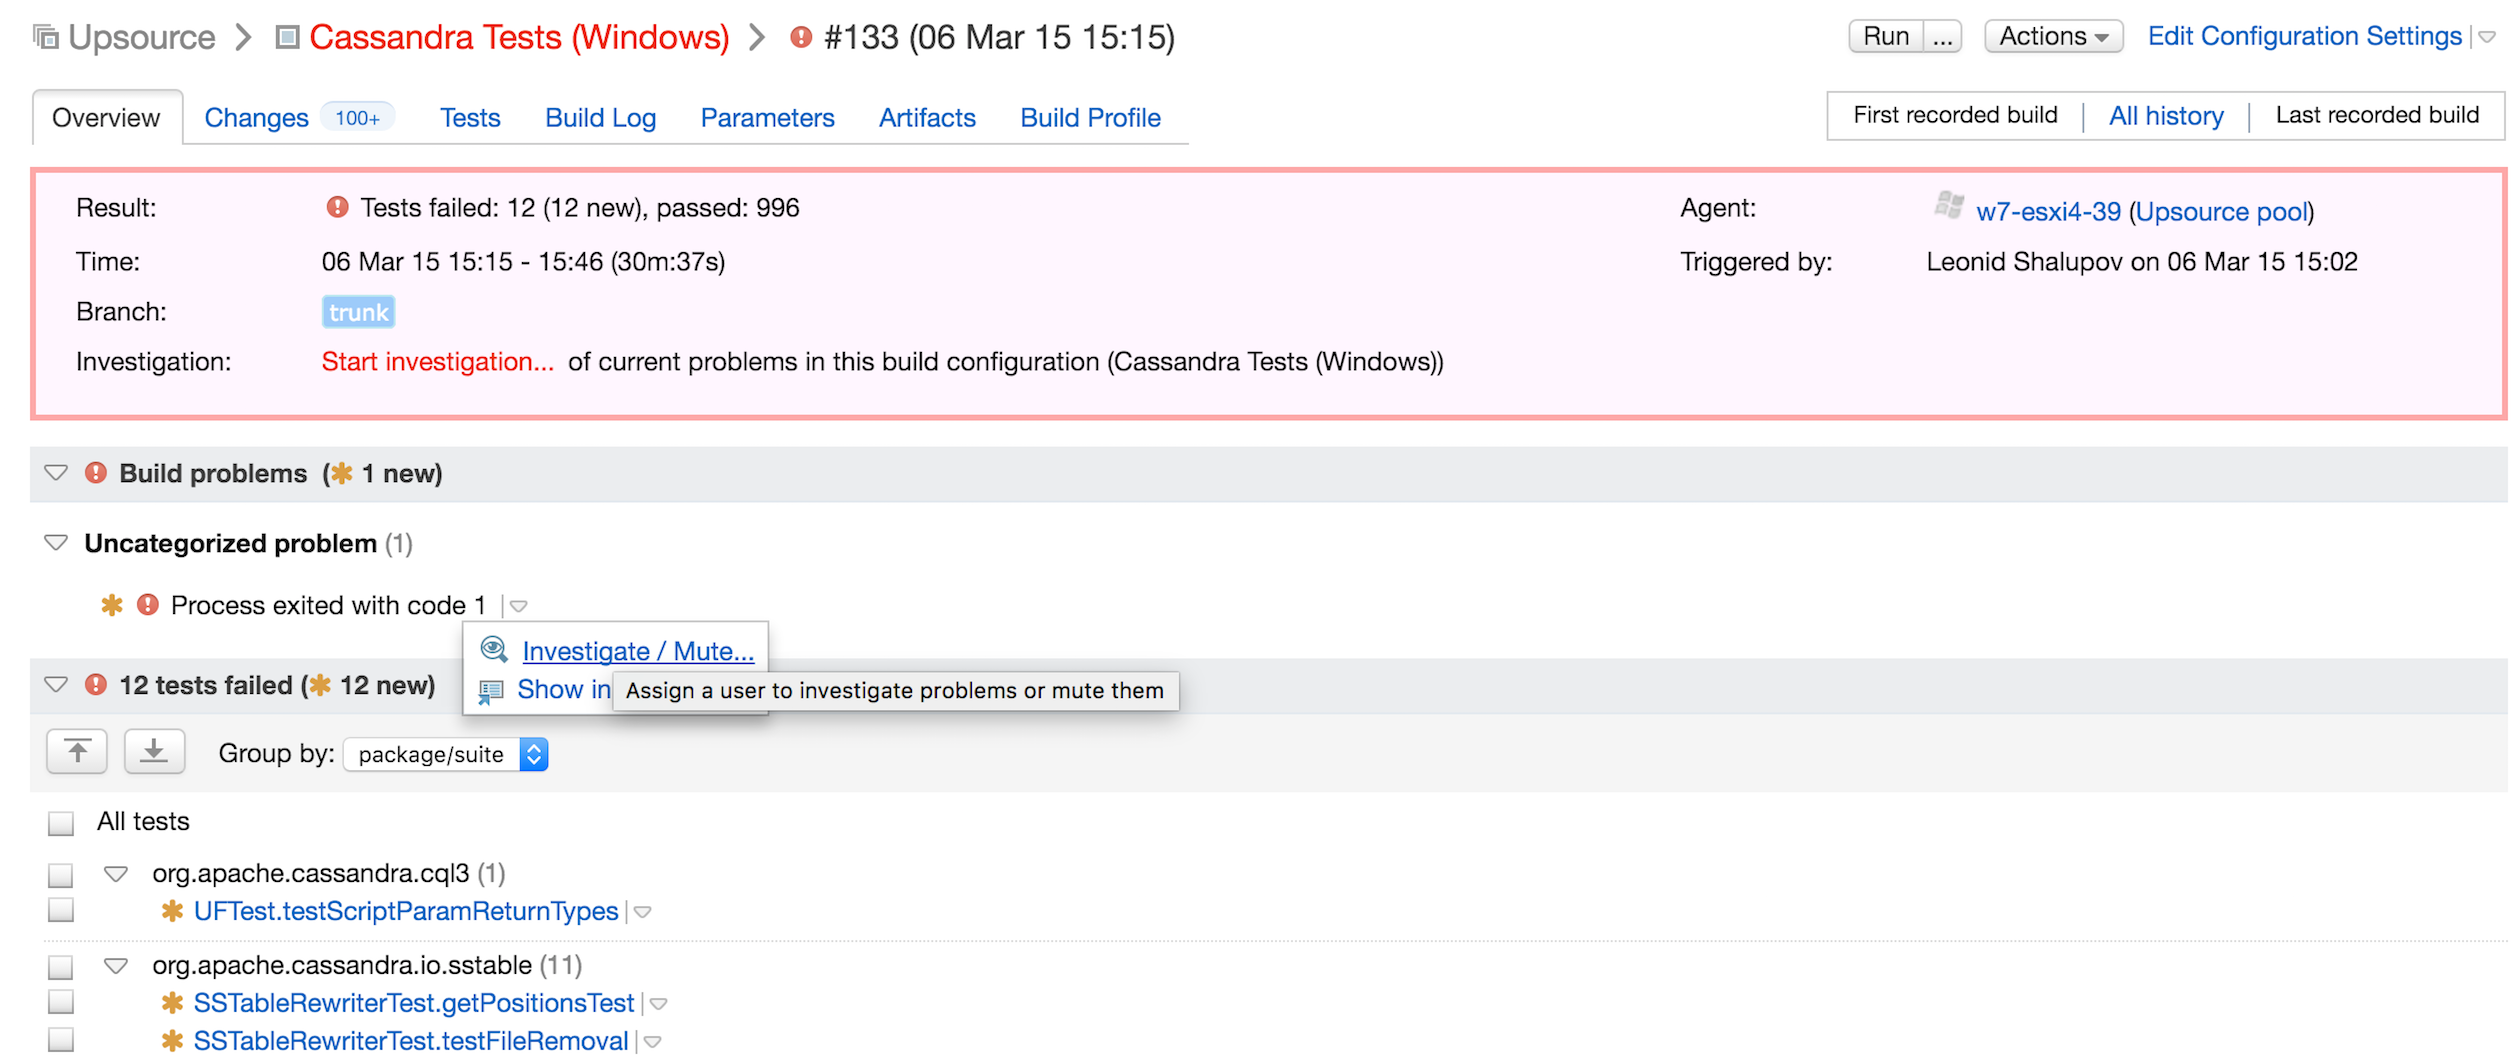 Upsource > Cassandra Tests (Windows) > #133 (06 Mar 15 15:15)
Run ... Actions Edit Configuration Settings
Overview Changes 100+ Tests Build Log Parameters Artifacts Build Profile
First recorded build | All history | Last recorded build
Result: Tests failed: 12 (12 new), passed: 996 Agent: w7-esxi4-39 (Upsource pool)
Time: 06 Mar 15 15:15 - 15:46 (30m:37s) Triggered by: Leonid Shalupov on 06 Mar 15 15:02
Branch: trunk
Investigation: Start investigation... of current problems in this build configuration (Cassandra Tests (Windows))
Build problems (✱ 1 new)
Uncategorized problem (1)
Process exited with code 1
Investigate / Mute...
12 tests failed (✱ 12 new)
Show in
Assign a user to investigate problems or mute them
Group by: package/suite
All tests
org.apache.cassandra.cql3 (1)
UFTest.testScriptParamReturnTypes
org.apache.cassandra.io.sstable (11)
SSTableRewriterTest.getPositionsTest
SSTableRewriterTest.testFileRemoval